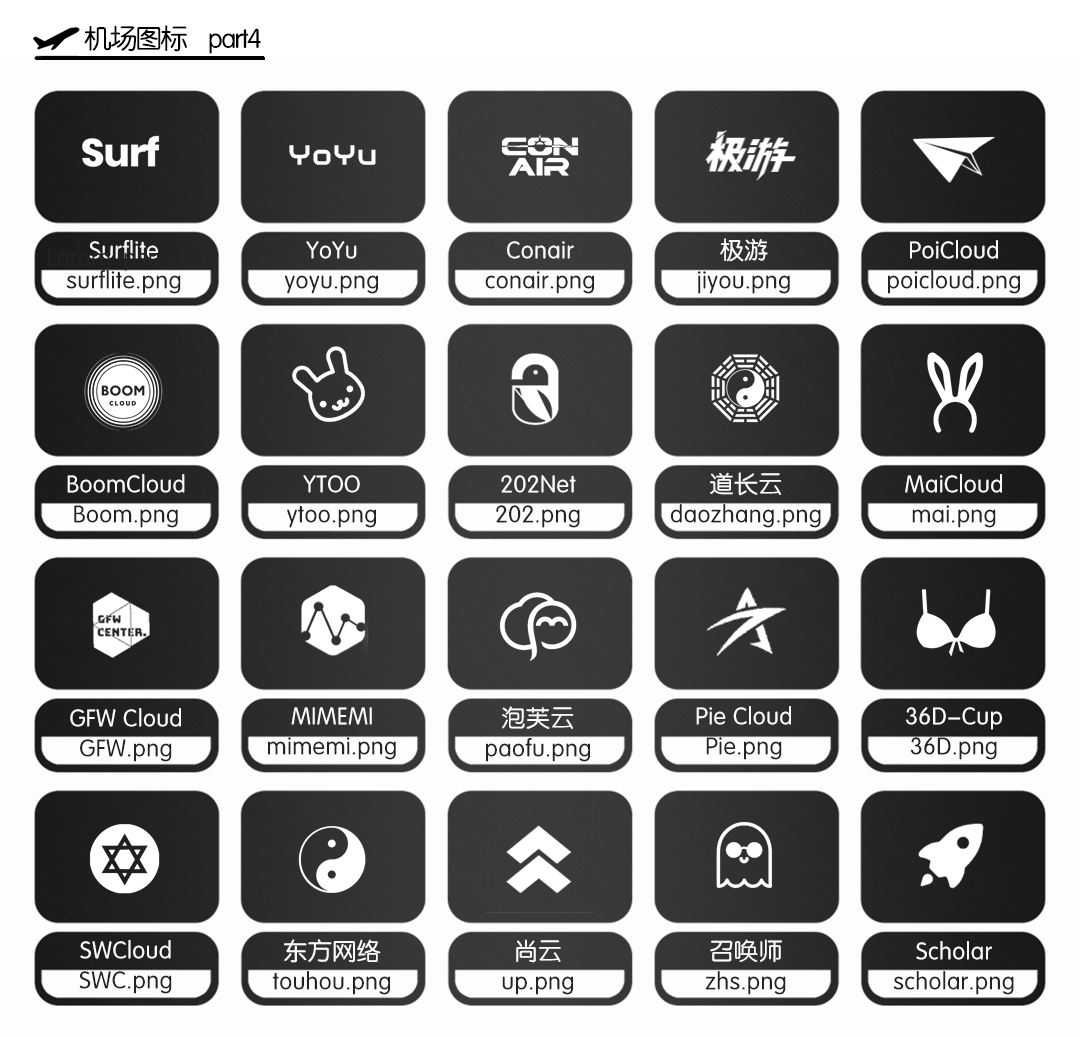 机场图标 part4
Surf
YoYu
CON
AIR
极游
Surflite
YoYu
Conair
极游
PoiCloud
surflite.png
yoyu.png
conair.png
jiyou.png
poicloud.png
BOOM
CLOUD
BoomCloud
YTOO
202Net
道长云
MaiCloud
Boom.png
ytoo.png
202.png
daozhang.png
mai.png
GFW
CENTER.
GFW Cloud
MIMEMI
泡芙云
Pie Cloud
36D-Cup
GFW.png
mimemi.png
paofu.png
Pie.png
36D.png
SWCloud
东方网络
尚云
召唤师
Scholar
SWC.png
touhou.png
up.png
zhs.png
scholar.png